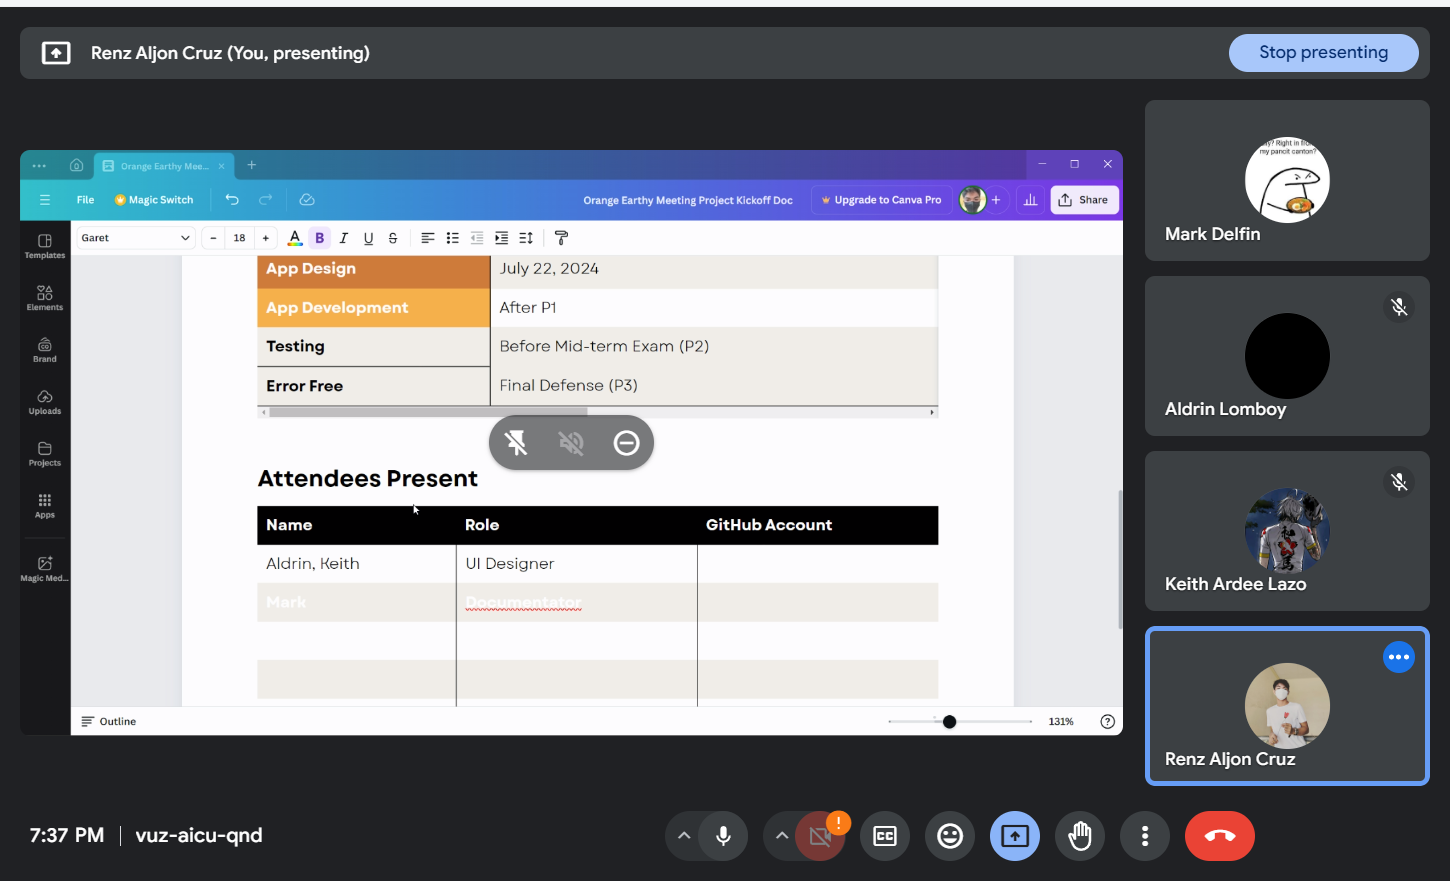 Renz Aljon Cruz (You, presenting)
Stop presenting
Orange Earthy Mee...
File
Magic Switch
Orange Earthy Meeting Project Kickoff Doc
Upgrade to Canva Pro
Share
Garet
18
Templates
Elements
Brand
Uploads
Projects
Apps
Magic Med...
App Design July 22, 2024
App Development After P1
Testing Before Mid-term Exam (P2)
Error Free Final Defense (P3)
Attendees Present
Name Role GitHub Account
Aldrin, Keith UI Designer
Mark Documentator
Outline
131%
my pancit canton?
Mark Delfin
Aldrin Lomboy
Keith Ardee Lazo
Renz Aljon Cruz
7:37 PM
vuz-aicu-qnd
CC